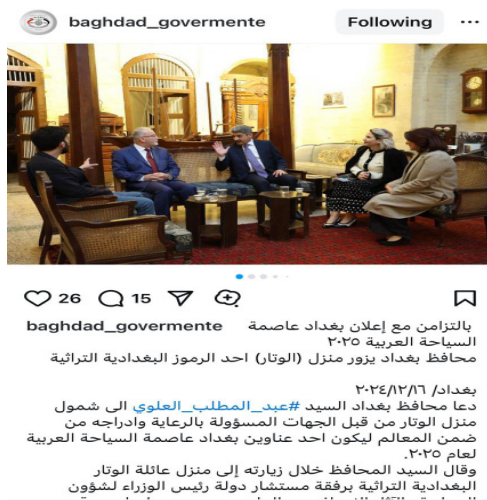 baghdad_govermente
Following
26 15
baghdad_govermente بالتزامن مع إعلان بغداد عاصمة
السياحة العربية ٢٠٢٥
محافظ بغداد يزور منزل (الوتار) احد الرموز البغدادية التراثية
بغداد/ ٢٠٢٤/١٢/١٦
دعا محافظ بغداد السيد #عبد_المطلب_العلوي الى شمول
منزل الوتار من قبل الجهات المسؤولة بالرعاية وادراجه من
ضمن المعالم ليكون احد عناوين بغداد عاصمة السياحة العربية
لعام ٢٠٢٥.
وقال السيد المحافظ خلال زيارته إلى منزل عائلة الوتار
البغدادية التراثية برفقة مستشار دولة رئيس الوزراء لشؤون